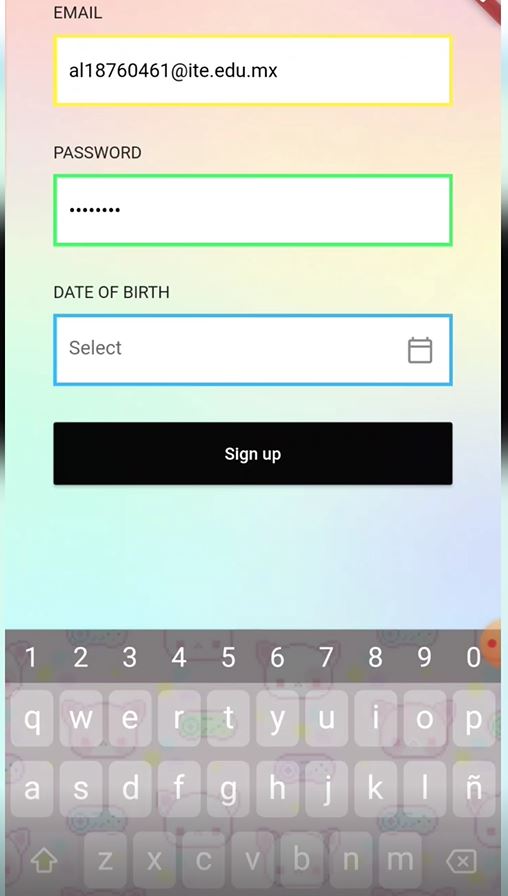 EMAIL
al18760461@ite.edu.mx
PASSWORD
••••••••
DATE OF BIRTH
Select
Sign up
1 2 3 4 5 6 7 8 9 0
q w e r t y u i o p
a s d f g h j k l ñ
z x c v b n m